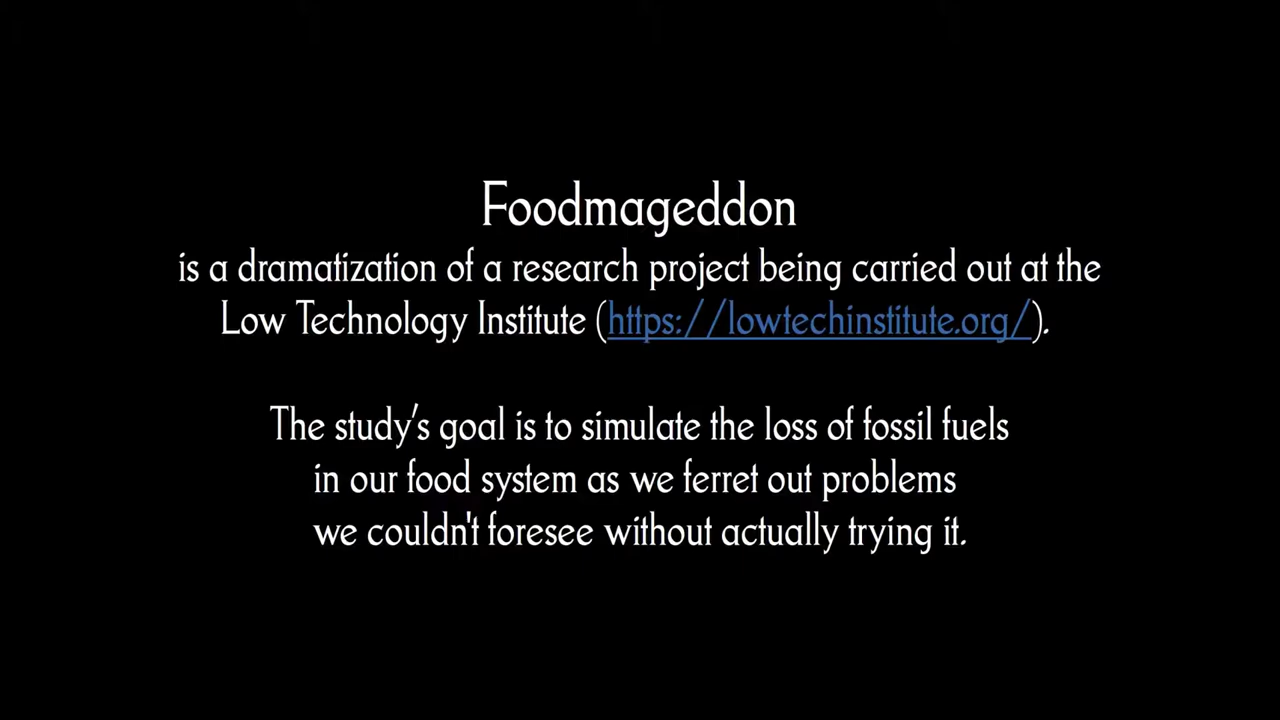 Foodmageddon
is a dramatization of a research project being carried out at the
Low Technology Institute (https://lowtechinstitute.org/).
The study's goal is to simulate the loss of fossil fuels
in our food system as we ferret out problems
we couldn't foresee without actually trying it.